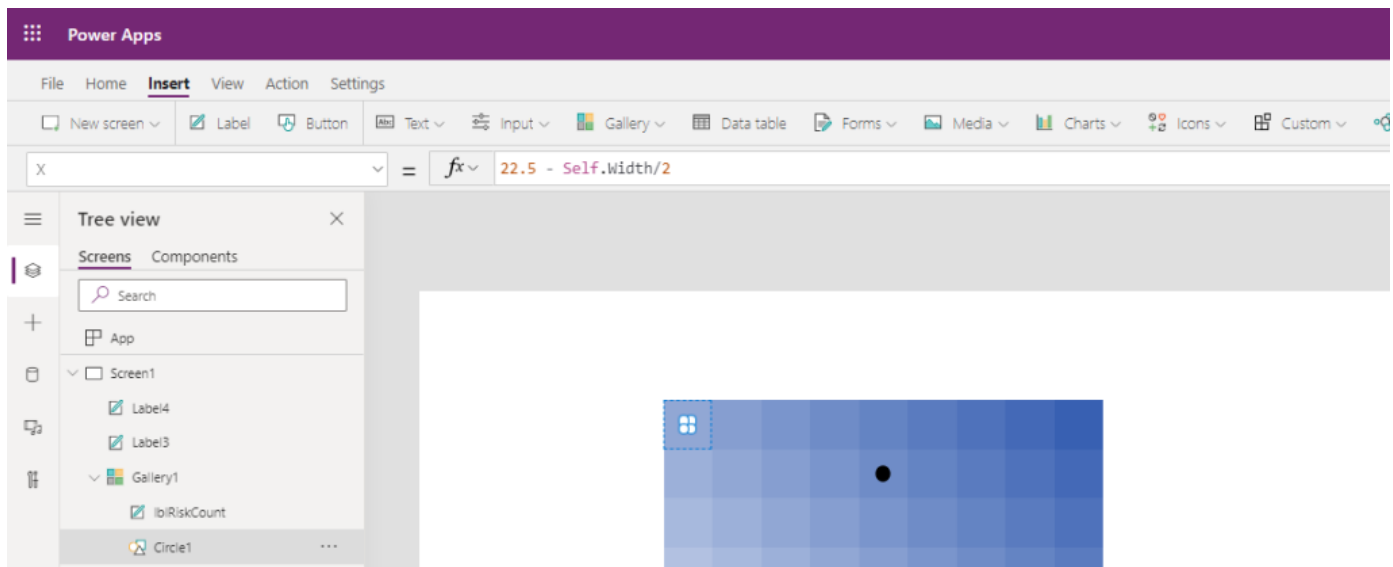 Power Apps
File Home Insert View Action Settings
New screen Label Button Abc Text Input Gallery Data table Forms Media Charts Icons Custom
X = fx 22.5 - Self.Width/2
Tree view
Screens Components
Search
App
Screen1
Label4
Label3
Gallery1
lblRiskCount
Circle1 ...